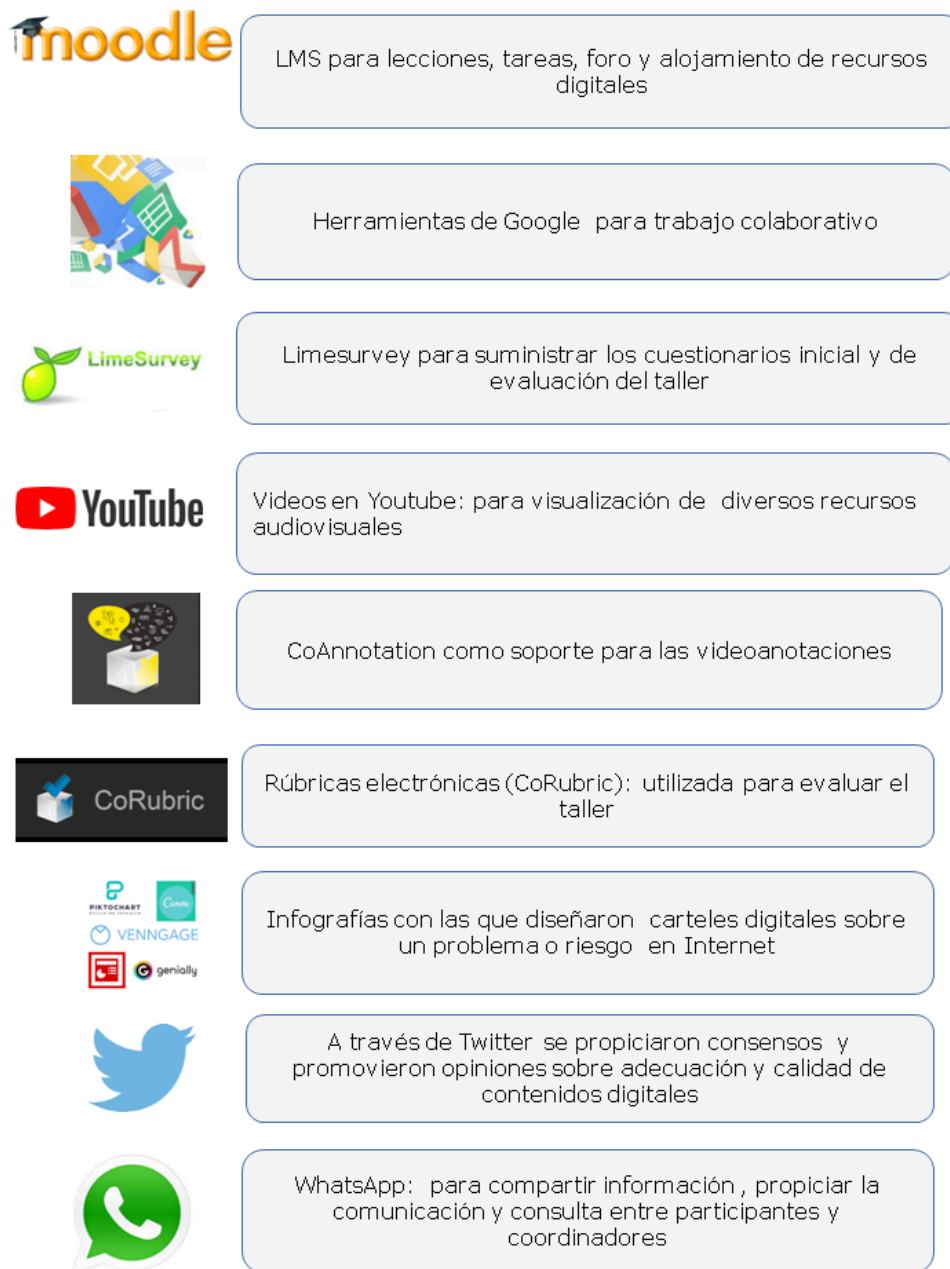 moodle
LMS para lecciones, tareas, foro y alojamiento de recursos
digitales
Herramientas de Google para trabajo colaborativo
LimeSurvey
Limesurvey para suministrar los cuestionarios inicial y de
evaluación del taller
YouTube
Videos en Youtube: para visualización de diversos recursos
audiovisuales
CoAnnotation como soporte para las videoanotaciones
CoRubric
Rúbricas electrónicas (CoRubric): utilizada para evaluar el
taller
PIKTOCHART
Canva
VENNGAGE
genially
Infografías con las que diseñaron carteles digitales sobre
un problema o riesgo en Internet
A través de Twitter se propiciaron consensos y
promovieron opiniones sobre adecuación y calidad de
contenidos digitales
WhatsApp: para compartir información , propiciar la
comunicación y consulta entre participantes y
coordinadores